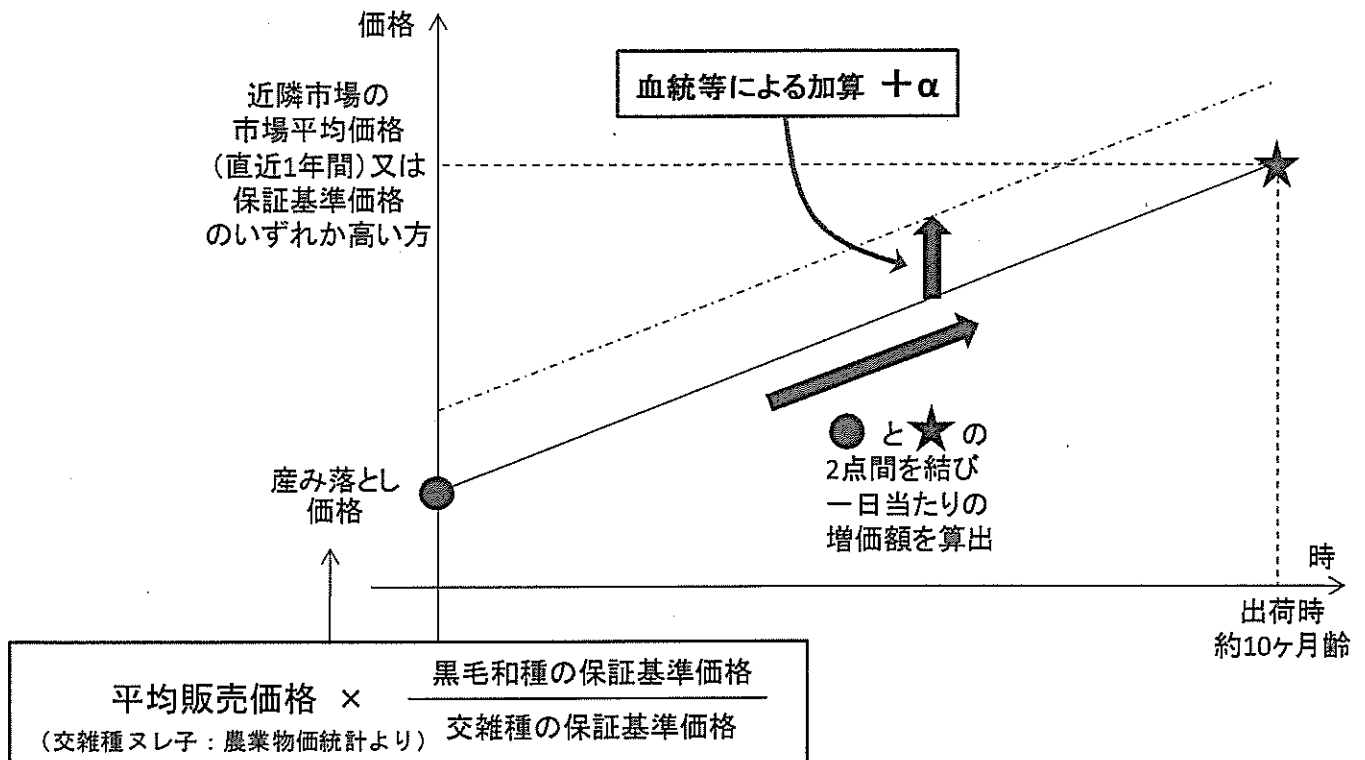 価格
血統等による加算 +α
近隣市場の
市場平均価格
(直近1年間)又は
保証基準価格
のいずれか高い方
●と★の
2点間を結び
一日当たりの
増価額を算出
産み落とし
価格
時
出荷時
約10ヶ月齢
平均販売価格 × 黒毛和種の保証基準価格
(交雑種ヌレ子:農業物価統計より) 交雑種の保証基準価格